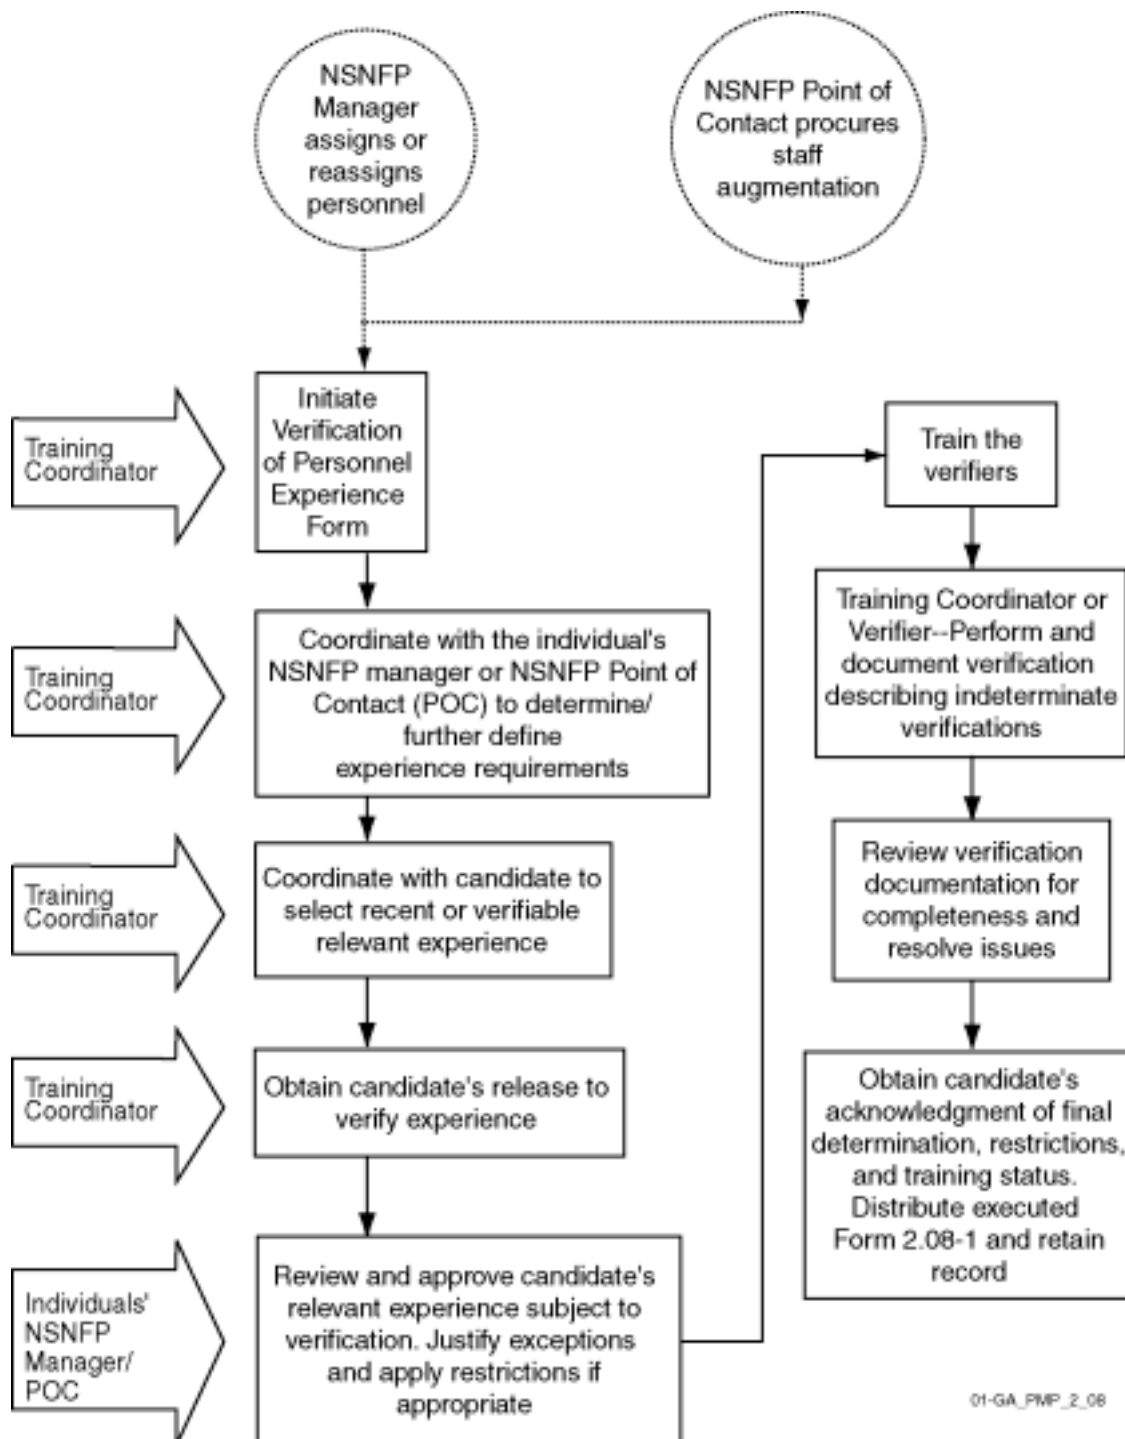 NSNFP
Manager
assigns or
reassigns
personnel
NSNFP Point of
Contact procures
staff
augmentation
Training
Coordinator
Initiate
Verification
of Personnel
Experience
Form
Training
Coordinator
Coordinate with the individual's
NSNFP manager or NSNFP Point of
Contact (POC) to determine/
further define
experience requirements
Training
Coordinator
Coordinate with candidate to
select recent or verifiable
relevant experience
Training
Coordinator
Obtain candidate's release to
verify experience
Individuals'
NSNFP
Manager/
POC
Review and approve candidate's
relevant experience subject to
verification. Justify exceptions
and apply restrictions if
appropriate
Train the
verifiers
Training Coordinator or
Verifier--Perform and
document verification
describing indeterminate
verifications
Review verification
documentation for
completeness and
resolve issues
Obtain candidate's
acknowledgment of final
determination, restrictions,
and training status.
Distribute executed
Form 2.08-1 and retain
record
01-GA_PMP_2_08